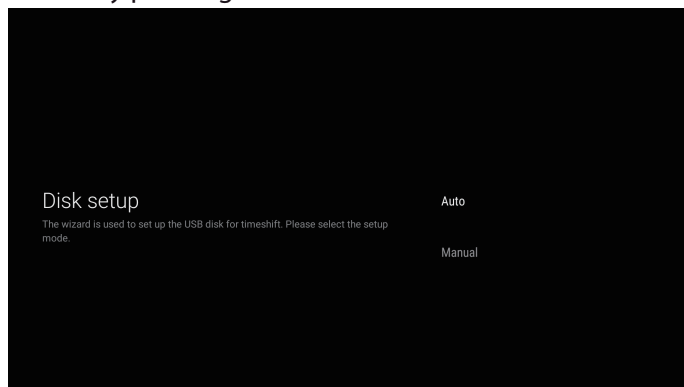 Disk setup
The wizard is used to set up the USB disk for timeshift. Please select the setup
mode.
Auto
Manual